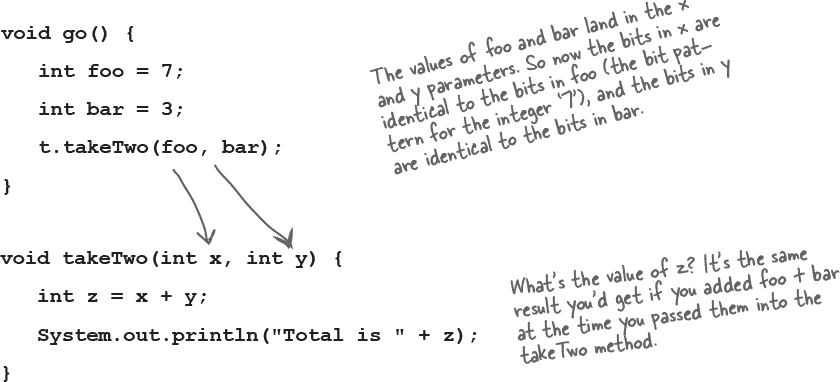 void go() {
int foo = 7;
int bar = 3;
t.takeTwo(foo, bar);
}
The values of foo and bar land in the x
and y parameters. So now the bits in x are
identical to the bits in foo (the bit pat–
tern for the integer '7'), and the bits in y
are identical to the bits in bar.
void takeTwo(int x, int y) {
int z = x + y;
System.out.println("Total is " + z);
}
What's the value of z? It's the same
result you'd get if you added foo + bar
at the time you passed them into the
takeTwo method.